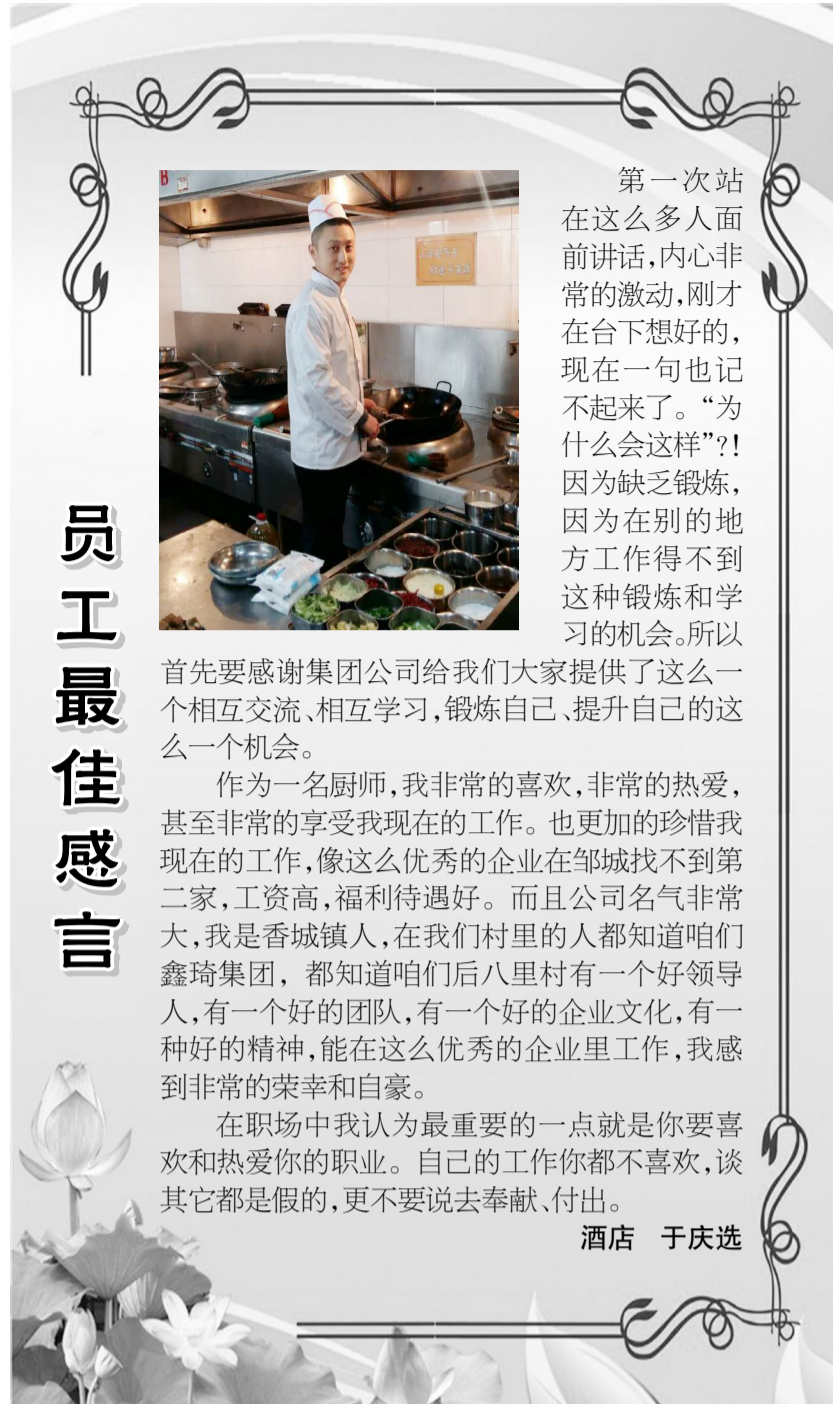 员工最佳感言
B
第一次站
在这么多人面
前讲话,内心非
常的激动,刚才
在台下想好的,
现在一句也记
不起来了。“为
什么会这样”?!
因为缺乏锻炼,
因为在别的地
方工作得不到
这种锻炼和学
习的机会。所以
首先要感谢集团公司给我们大家提供了这么一
个相互交流、相互学习,锻炼自己、提升自己的这
么一个机会。
作为一名厨师,我非常的喜欢,非常的热爱,
甚至非常的享受我现在的工作。也更加的珍惜我
现在的工作,像这么优秀的企业在邹城找不到第
二家,工资高,福利待遇好。而且公司名气非常
大,我是香城镇人,在我们村里的人都知道咱们
鑫琦集团，都知道咱们后八里村有一个好领导
人,有一个好的团队,有一个好的企业文化,有一
种好的精神,能在这么优秀的企业里工作,我感
到非常的荣幸和自豪。
在职场中我认为最重要的一点就是你要喜
欢和热爱你的职业。自己的工作你都不喜欢,谈
其它都是假的,更不要说去奉献、付出。
酒店　于庆选